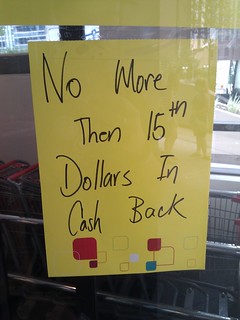 No More
Then 15th
Dollars In
Cash Back